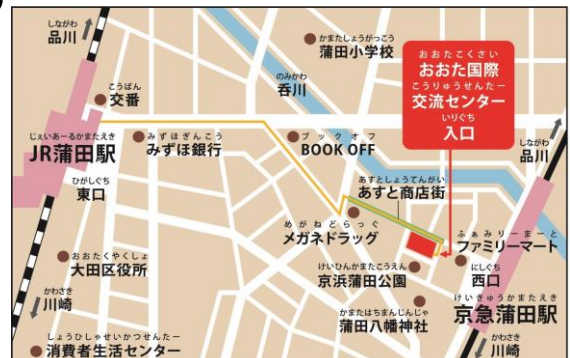 しながわ
品川
こうばん
交番
じぇいあーるかまたえき
JR蒲田駅
ひがしぐち
東口
みずほぎんこう
みずほ銀行
かまたしょうがっこう
蒲田小学校
のみかわ
呑川
ブックオフ
BOOK OFF
おおたこくさい
おおた国際
こうりゅうせんたー
交流センター
いりぐち
入口
しながわ
品川
あすとしょうてんがい
あすと商店街
めがねどらっぐ
メガネドラッグ
ふぁみりーまーと
ファミリーマート
にしぐち
西口
けいきゅうかまたえき
京急蒲田駅
けいひんかまたこうえん
京浜蒲田公園
かまたはちまんじんじゃ
蒲田八幡神社
おおたくやくしょ
大田区役所
かわさき
川崎
しょうひしゃせいかつせんたー
消費者生活センター
かわさき
川崎